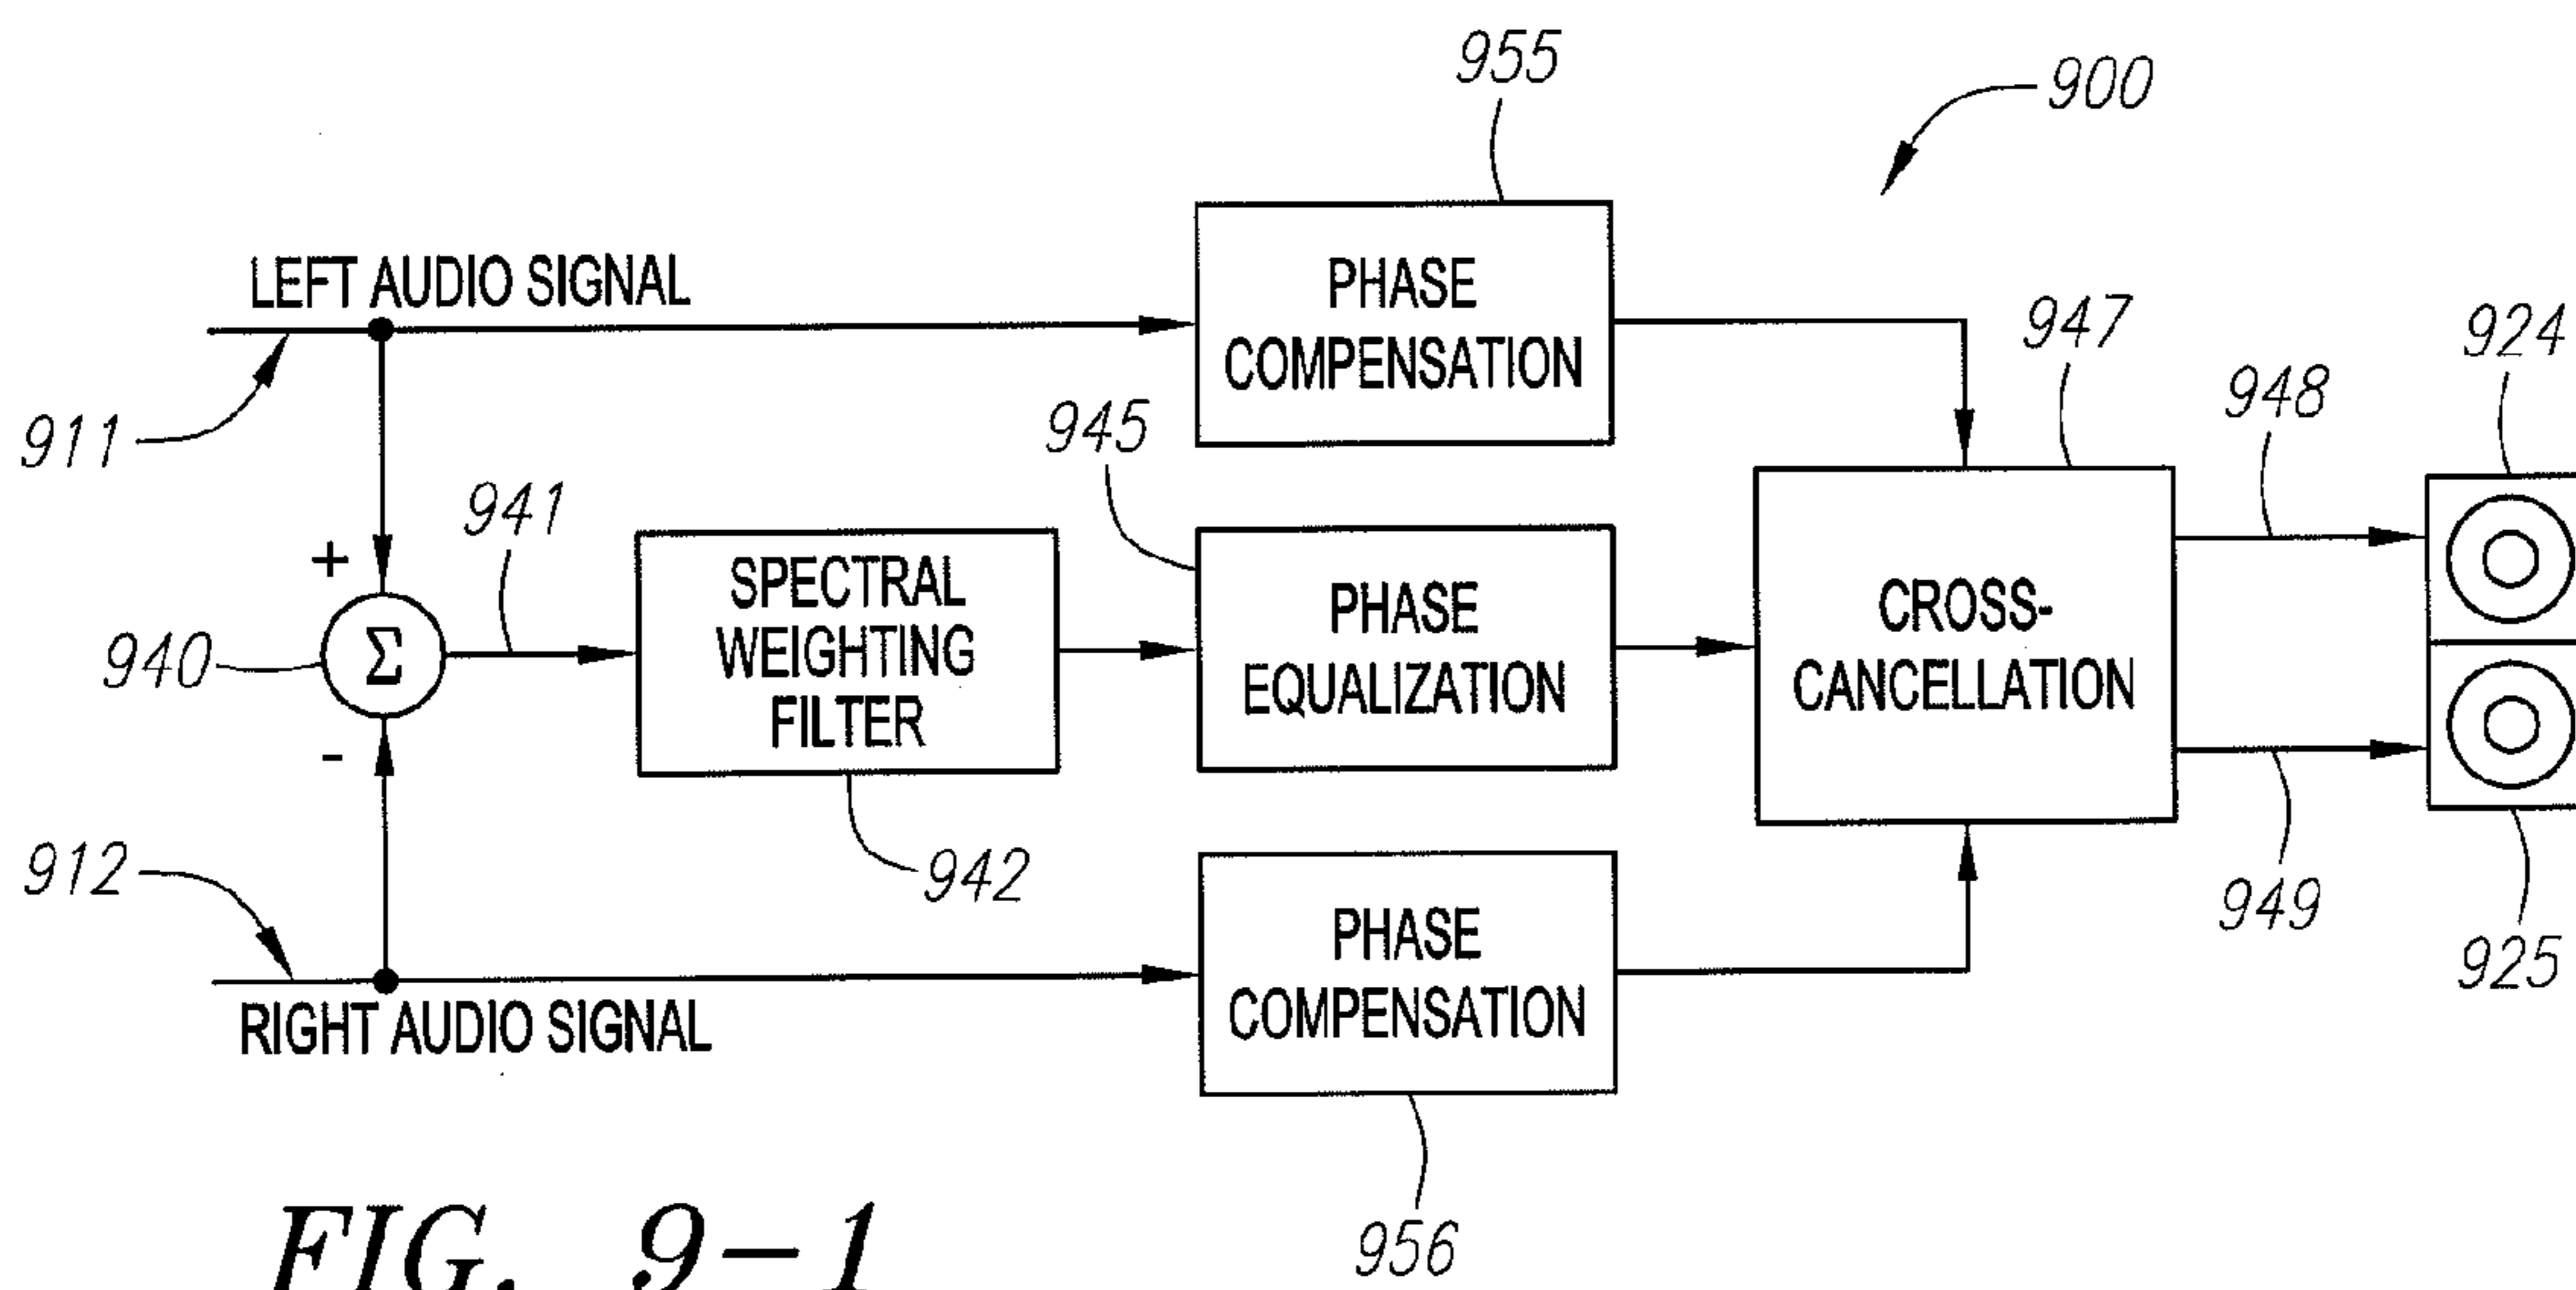 955
900
LEFT AUDIO SIGNAL
PHASE
COMPENSATION
947
924
948
911
945
941
+
SPECTRAL
WEIGHTING
FILTER
PHASE
EQUALIZATION
CROSS-
CANCELLATION
940
Σ
-
912
942
949
925
RIGHT AUDIO SIGNAL
PHASE
COMPENSATION
956
FIG. 9-1